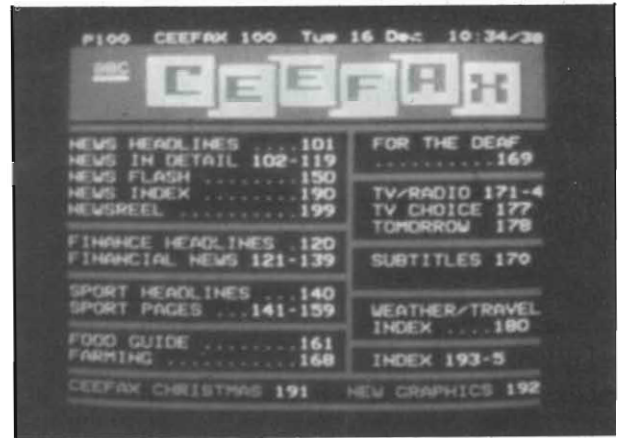 P100 CEEFAX 100 Tue 16 Dec 10:34/38
BBC
CEEFAX
NEWS HEADLINES ....101
NEWS IN DETAIL 102-119
NEWS FLASH ........150
NEWS INDEX ........190
NEWSREEL ..........199
FINANCE HEADLINES .120
FINANCIAL NEWS 121-139
SPORT HEADLINES ...140
SPORT PAGES ...141-159
FOOD GUIDE ........161
FARMING ...........168
FOR THE DEAF
..........169
TV/RADIO 171-4
TV CHOICE 177
TOMORROW 178
SUBTITLES 170
WEATHER/TRAVEL
INDEX ....180
INDEX 193-5
CEEFAX CHRISTMAS 191 NEW GRAPHICS 192